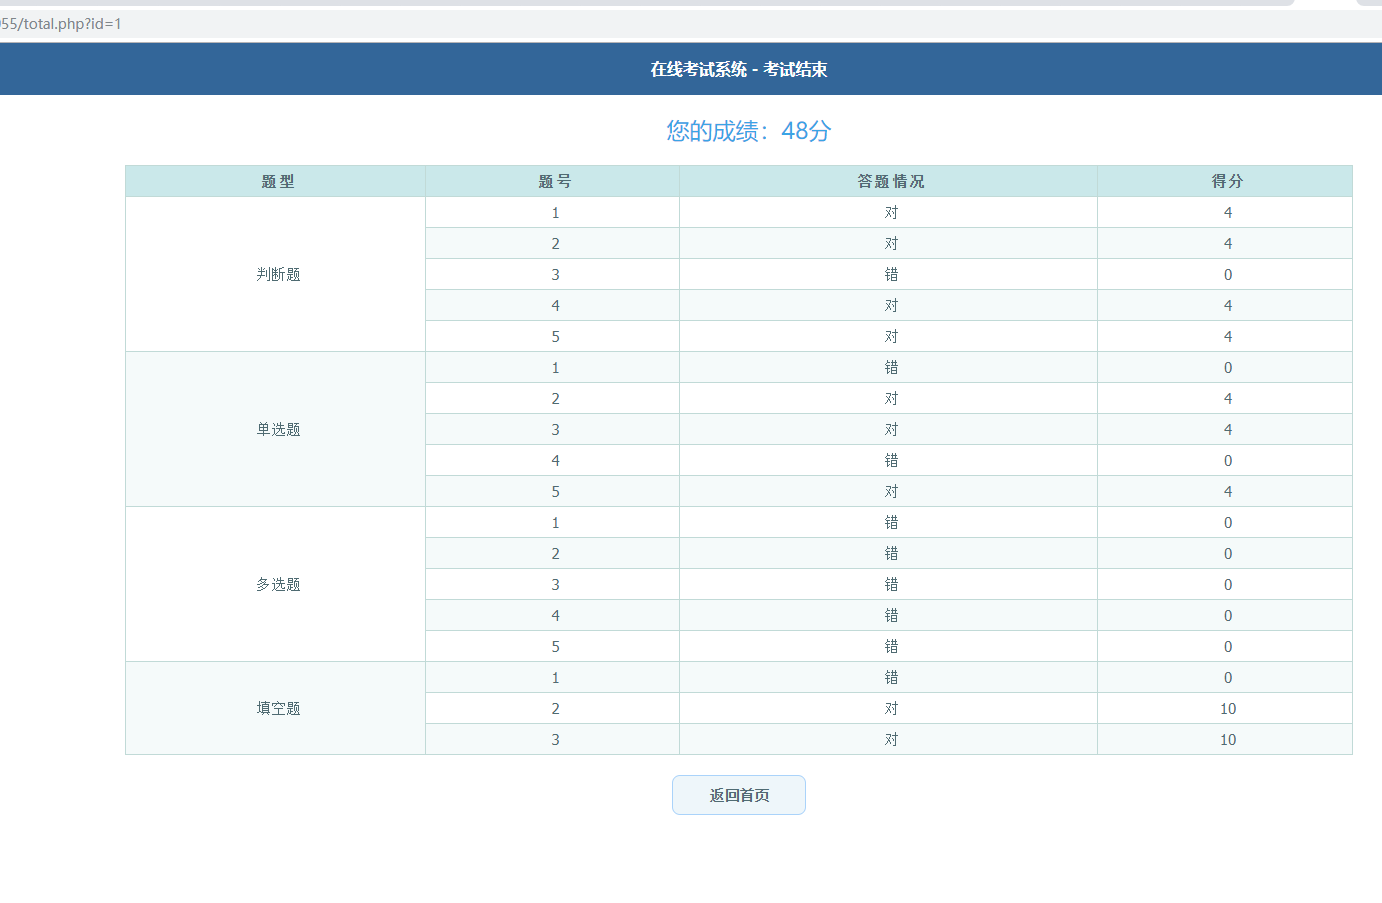 55/total.php?id=1
在线考试系统 - 考试结束
您的成绩：48分
题型 题号 答题情况 得分
判断题 1 对 4
2 对 4
3 错 0
4 对 4
5 对 4
单选题 1 错 0
2 对 4
3 对 4
4 错 0
5 对 4
多选题 1 错 0
2 错 0
3 错 0
4 错 0
5 错 0
填空题 1 错 0
2 对 10
3 对 10
返回首页